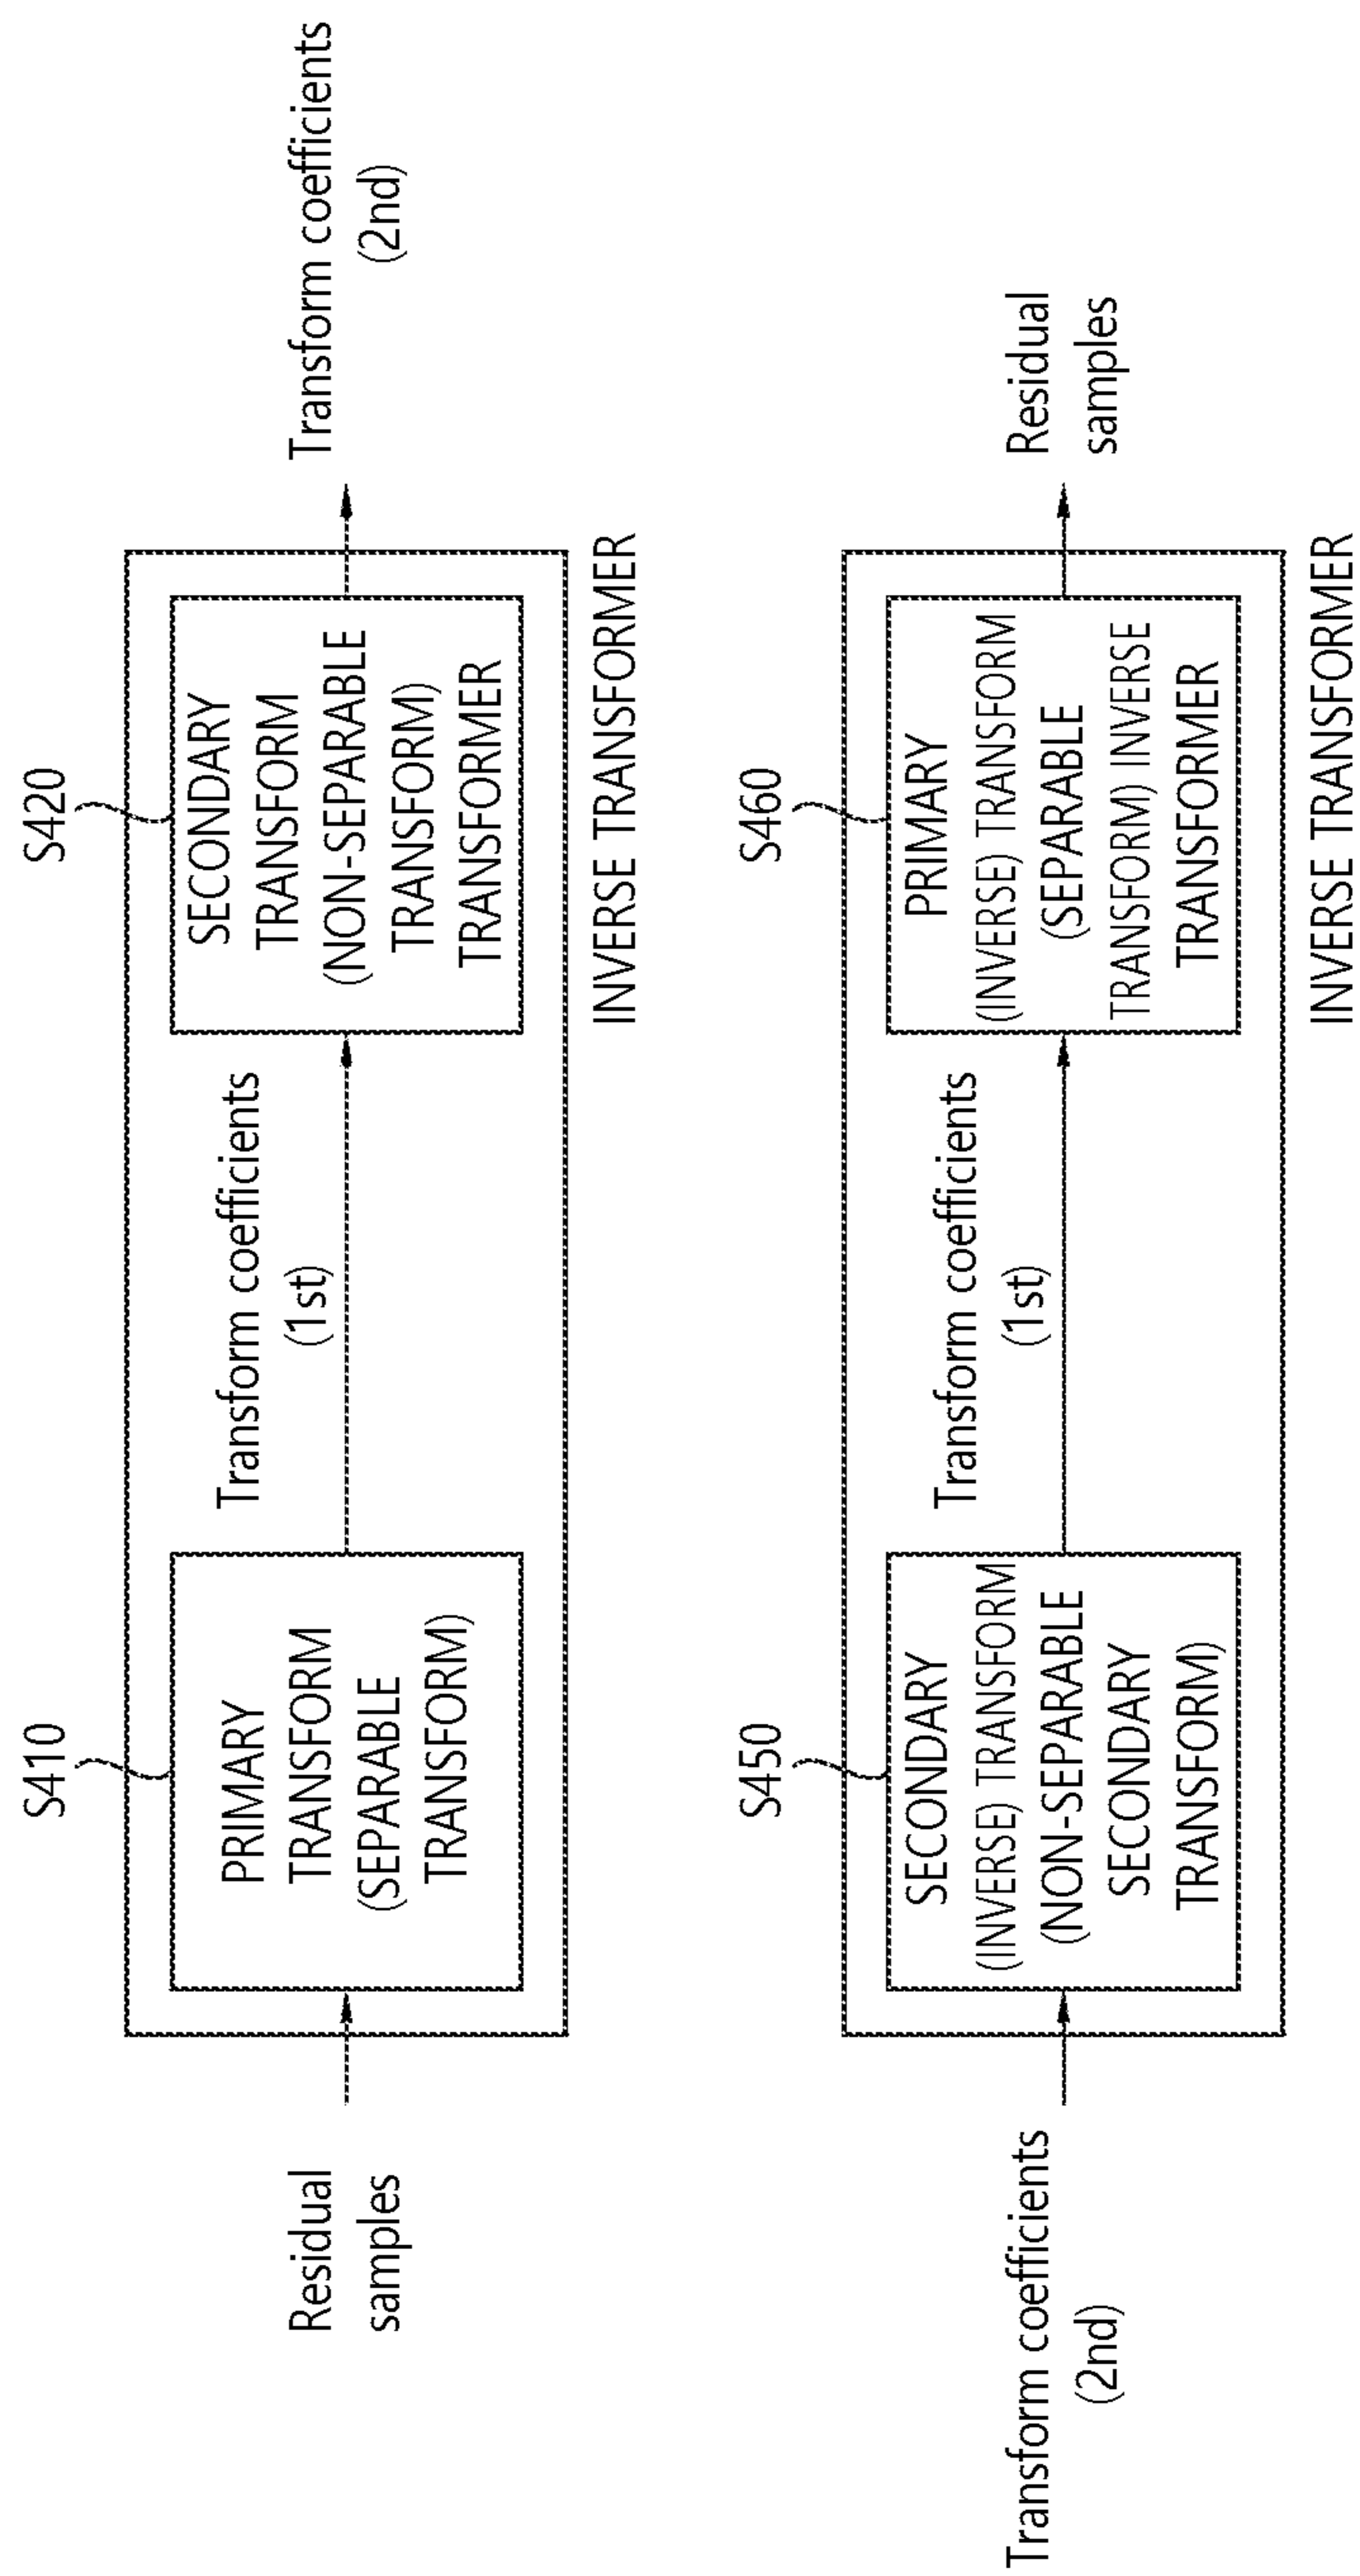 S410
S420
Residual
samples
PRIMARY
TRANSFORM
(SEPARABLE
TRANSFORM)
Transform coefficients
(1st)
SECONDARY
TRANSFORM
(NON-SEPARABLE
TRANSFORM)
TRANSFORMER
Transform coefficients
(2nd)
INVERSE TRANSFORMER
S450
S460
Transform coefficients
(2nd)
SECONDARY
(INVERSE) TRANSFORM
(NON-SEPARABLE
SECONDARY
TRANSFORM)
Transform coefficients
(1st)
PRIMARY
(INVERSE) TRANSFORM
(SEPARABLE
TRANSFORM) INVERSE
TRANSFORMER
Residual
samples
INVERSE TRANSFORMER